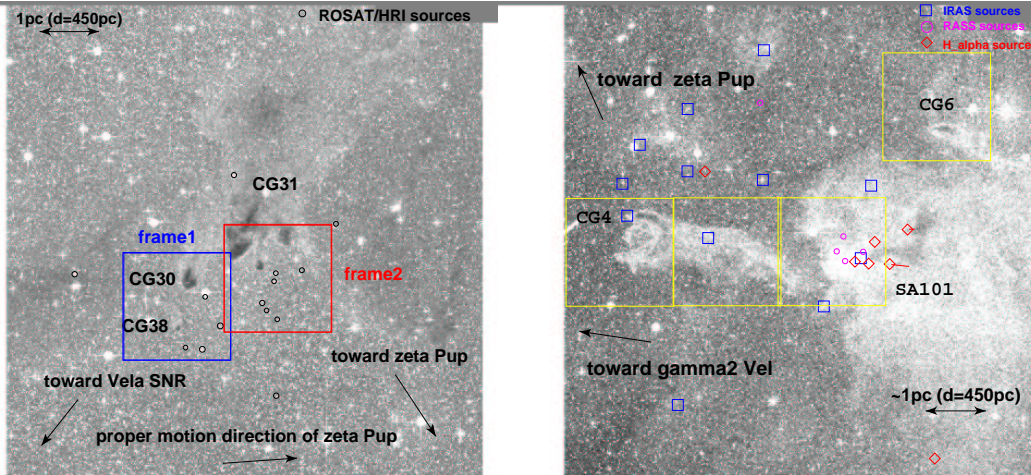 1pc (d=450pc)
ROSAT/HRI sources
CG31
frame1
CG30
frame2
CG38
toward zeta Pup
toward Vela SNR
proper motion direction of zeta Pup
IRAS sources
RASS sources
H_alpha source
toward zeta Pup
CG6
CG4
SA101
toward gamma2 Vel
~1pc (d=450pc)